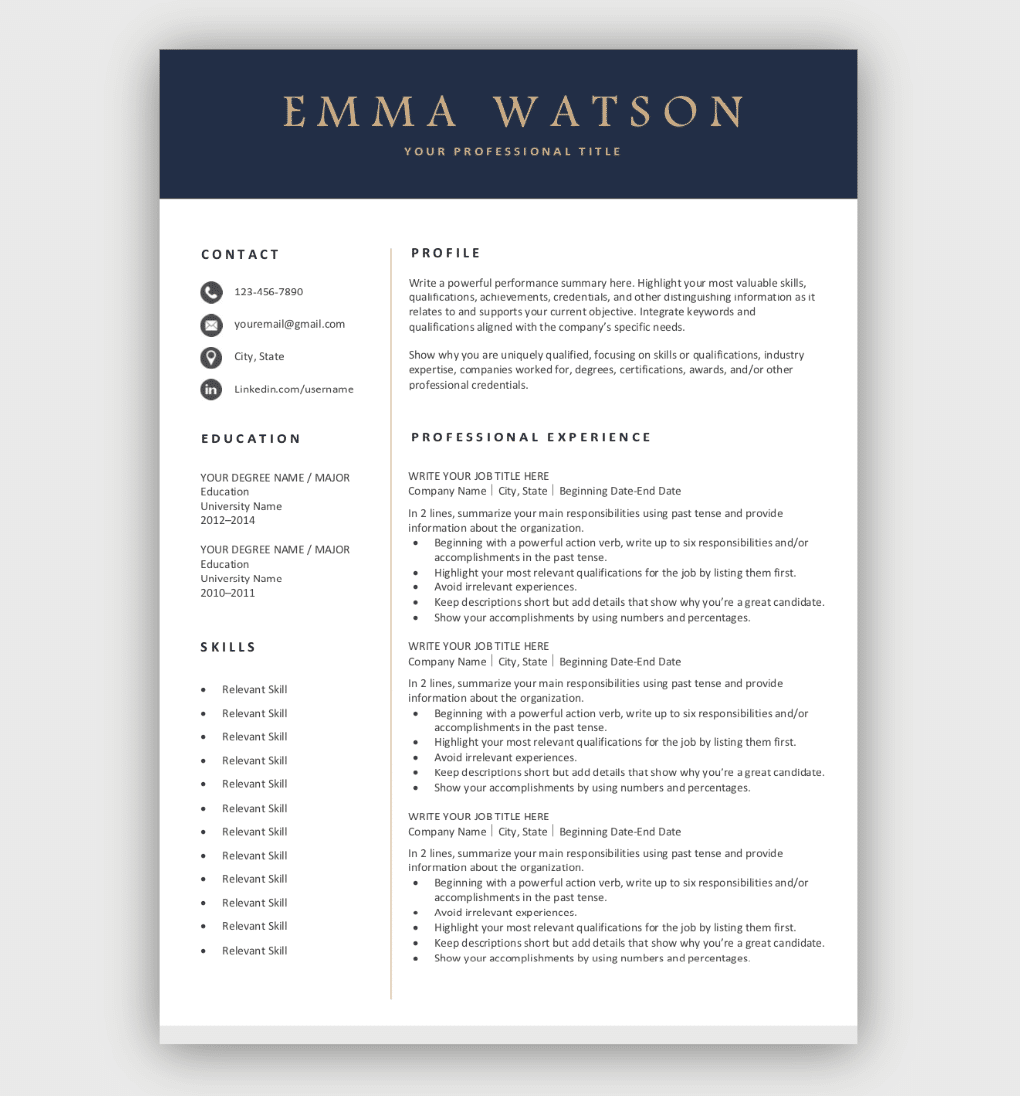 EMMA WATSON
YOUR PROFESSIONAL TITLE
CONTACT
123-456-7890
youremail@gmail.com
City, State
Linkedin.com/username
EDUCATION
YOUR DEGREE NAME / MAJOR
Education
University Name
2012–2014
YOUR DEGREE NAME / MAJOR
Education
University Name
2010–2011
SKILLS
• Relevant Skill
• Relevant Skill
• Relevant Skill
• Relevant Skill
• Relevant Skill
• Relevant Skill
• Relevant Skill
• Relevant Skill
• Relevant Skill
• Relevant Skill
• Relevant Skill
• Relevant Skill
PROFILE
Write a powerful performance summary here. Highlight your most valuable skills,
qualifications, achievements, credentials, and other distinguishing information as it
relates to and supports your current objective. Integrate keywords and
qualifications aligned with the company’s specific needs.
Show why you are uniquely qualified, focusing on skills or qualifications, industry
expertise, companies worked for, degrees, certifications, awards, and/or other
professional credentials.
PROFESSIONAL EXPERIENCE
WRITE YOUR JOB TITLE HERE
Company Name | City, State | Beginning Date-End Date
In 2 lines, summarize your main responsibilities using past tense and provide
information about the organization.
• Beginning with a powerful action verb, write up to six responsibilities and/or
accomplishments in the past tense.
• Highlight your most relevant qualifications for the job by listing them first.
• Avoid irrelevant experiences.
• Keep descriptions short but add details that show why you’re a great candidate.
• Show your accomplishments by using numbers and percentages.
WRITE YOUR JOB TITLE HERE
Company Name | City, State | Beginning Date-End Date
In 2 lines, summarize your main responsibilities using past tense and provide
information about the organization.
• Beginning with a powerful action verb, write up to six responsibilities and/or
accomplishments in the past tense.
• Highlight your most relevant qualifications for the job by listing them first.
• Avoid irrelevant experiences.
• Keep descriptions short but add details that show why you’re a great candidate.
• Show your accomplishments by using numbers and percentages.
WRITE YOUR JOB TITLE HERE
Company Name | City, State | Beginning Date-End Date
In 2 lines, summarize your main responsibilities using past tense and provide
information about the organization.
• Beginning with a powerful action verb, write up to six responsibilities and/or
accomplishments in the past tense.
• Avoid irrelevant experiences.
• Highlight your most relevant qualifications for the job by listing them first.
• Keep descriptions short but add details that show why you’re a great candidate.
• Show your accomplishments by using numbers and percentages.